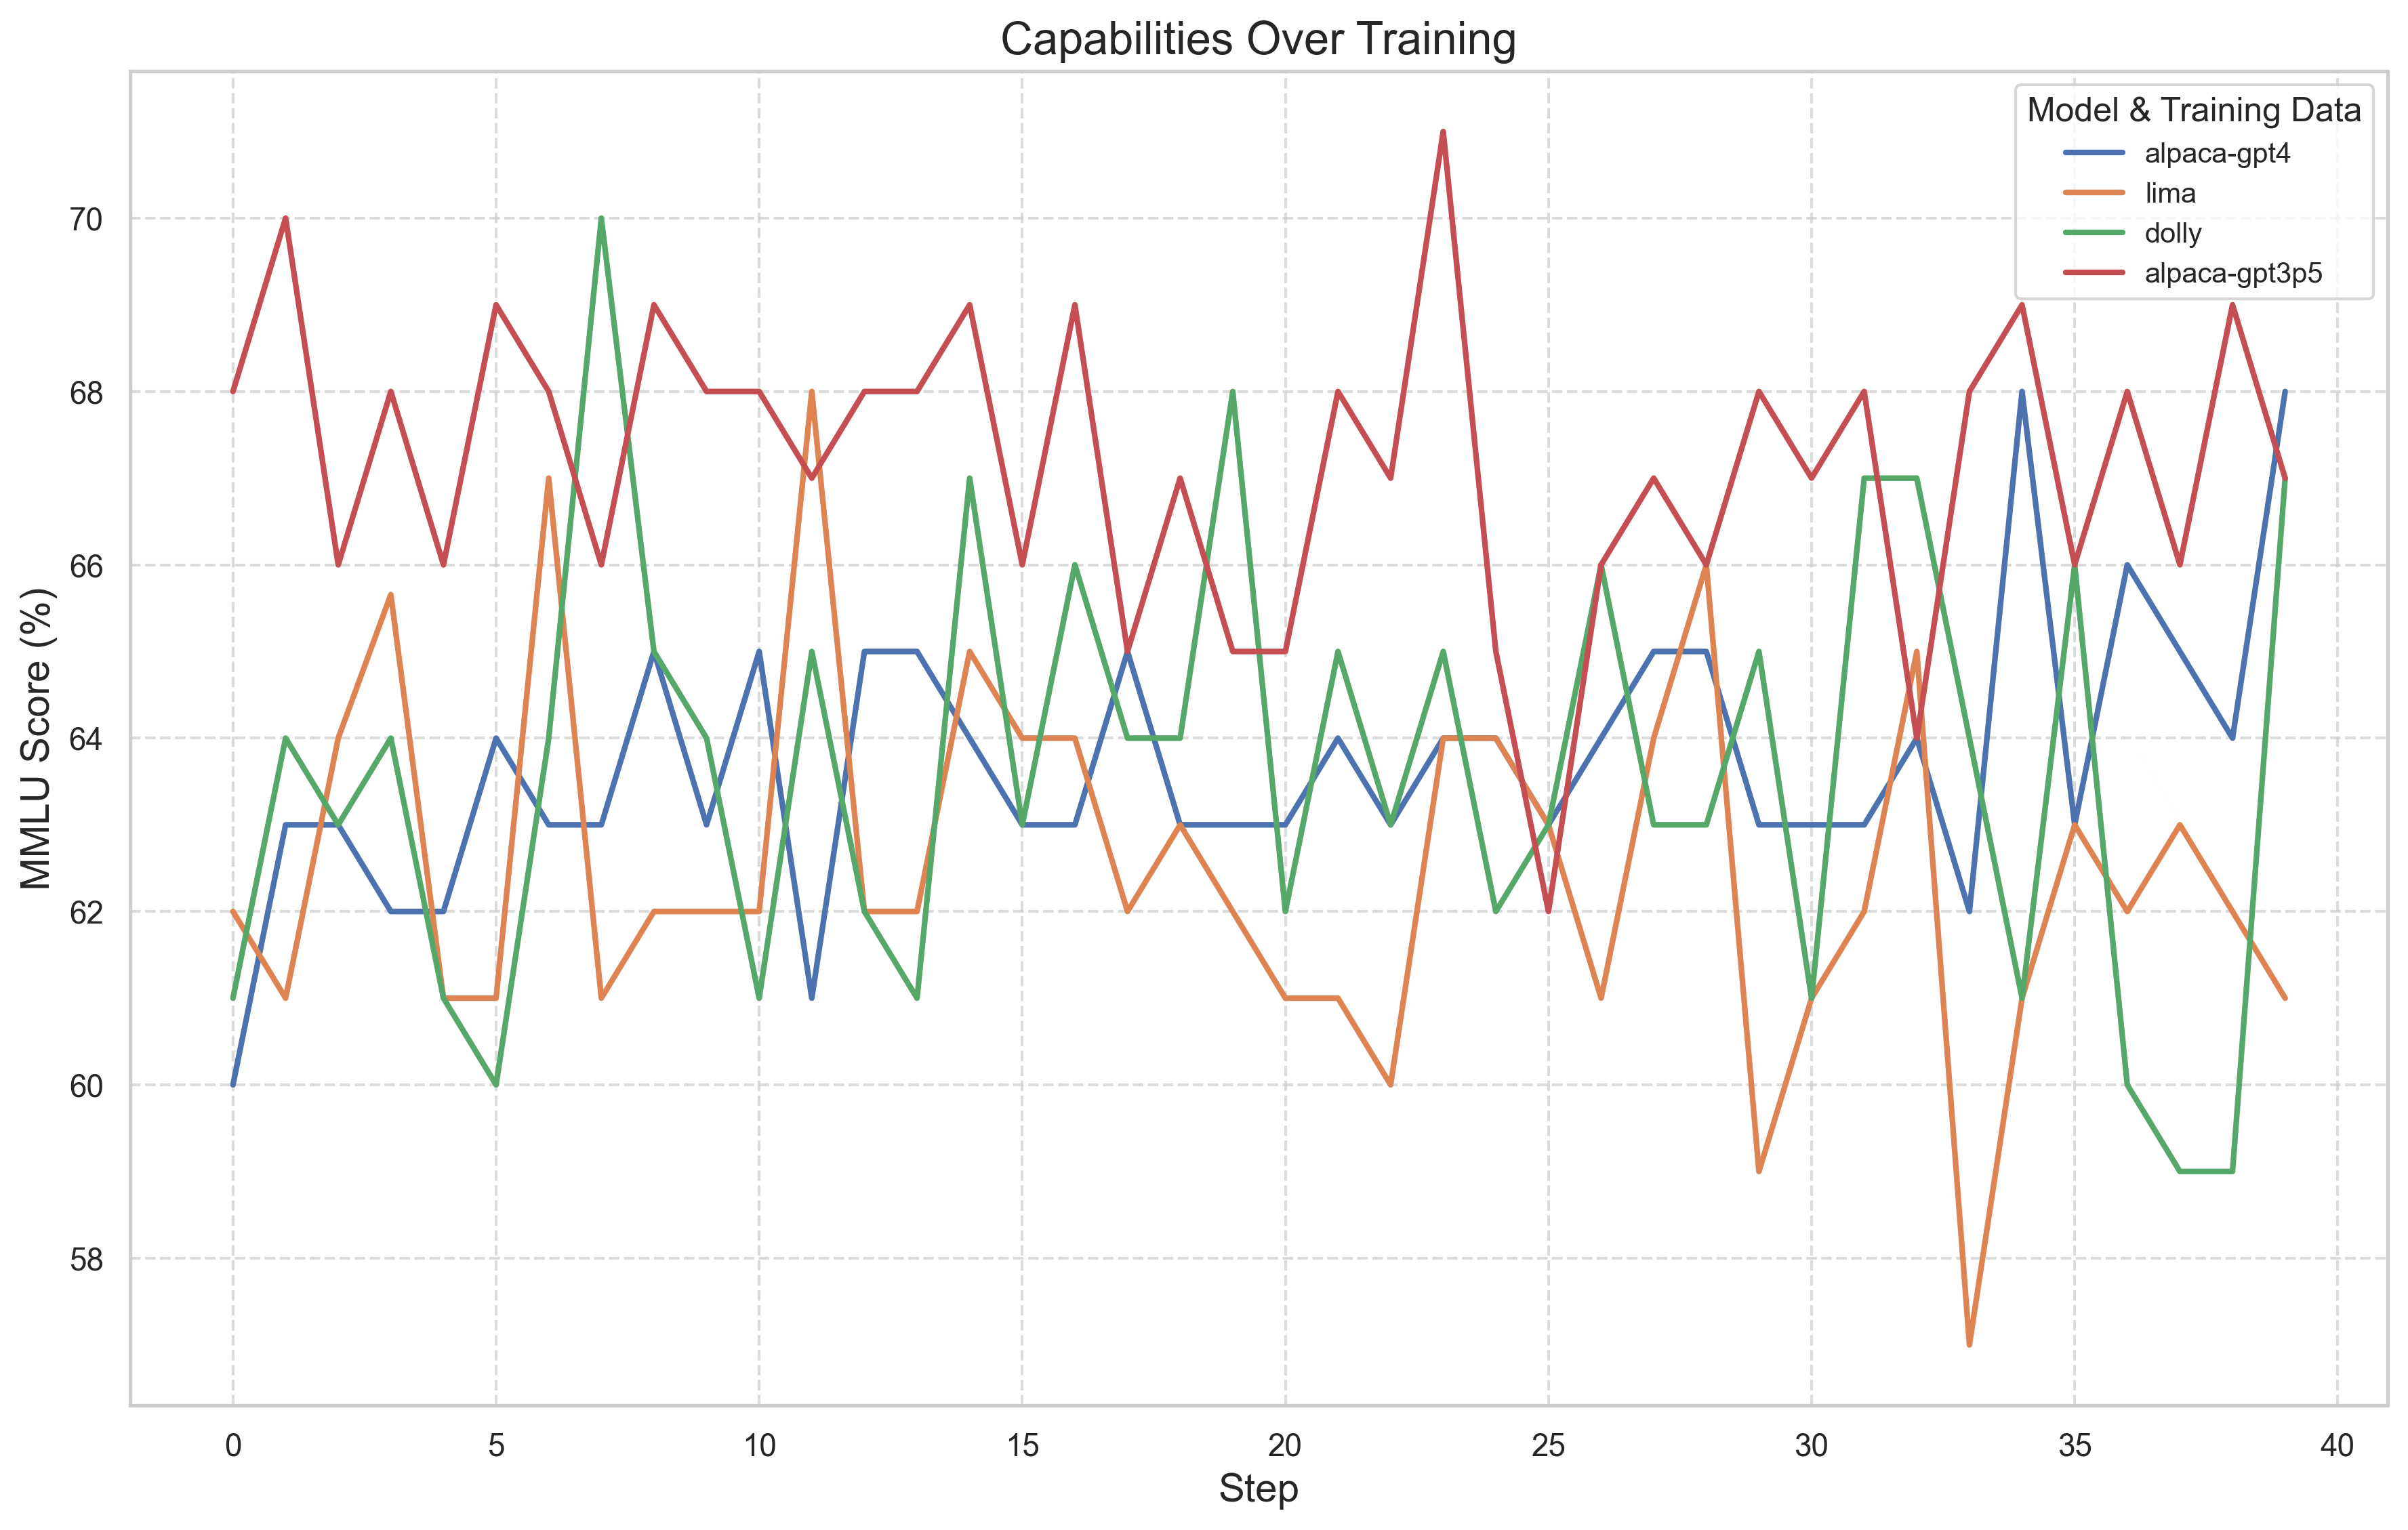 Capabilities Over Training
Model & Training Data
alpaca-gpt4
lima
dolly
alpaca-gpt3p5
MMLU Score (%)
70
68
66
64
62
60
58
0 5 10 15 20 25 30 35 40
Step